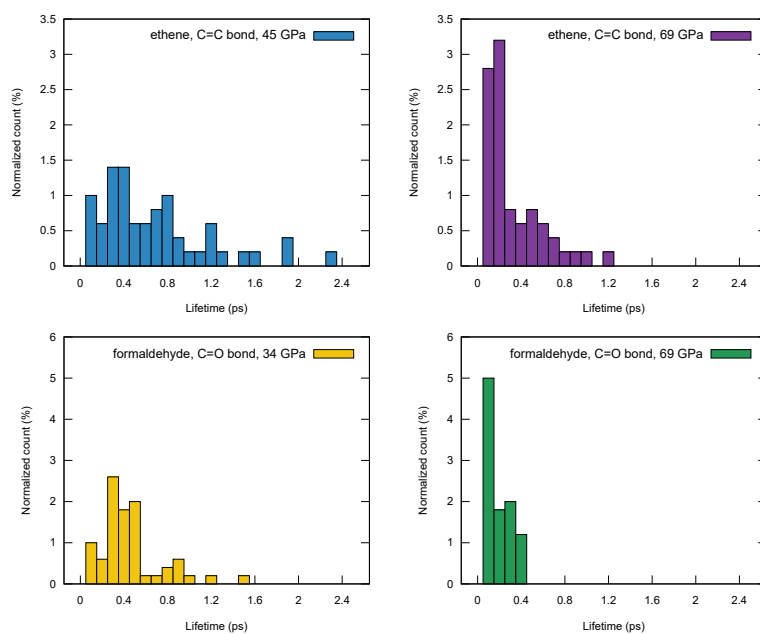 ethene, C=C bond, 45 GPa
Normalized count (%)
3.5
3
2.5
2
1.5
1
0.5
0
0 0.4 0.8 1.2 1.6 2 2.4
Lifetime (ps)
ethene, C=C bond, 69 GPa
Normalized count (%)
3.5
3
2.5
2
1.5
1
0.5
0
0 0.4 0.8 1.2 1.6 2 2.4
Lifetime (ps)
formaldehyde, C=O bond, 34 GPa
Normalized count (%)
6
5
4
3
2
1
0
0 0.4 0.8 1.2 1.6 2 2.4
Lifetime (ps)
formaldehyde, C=O bond, 69 GPa
Normalized count (%)
6
5
4
3
2
1
0
0 0.4 0.8 1.2 1.6 2 2.4
Lifetime (ps)